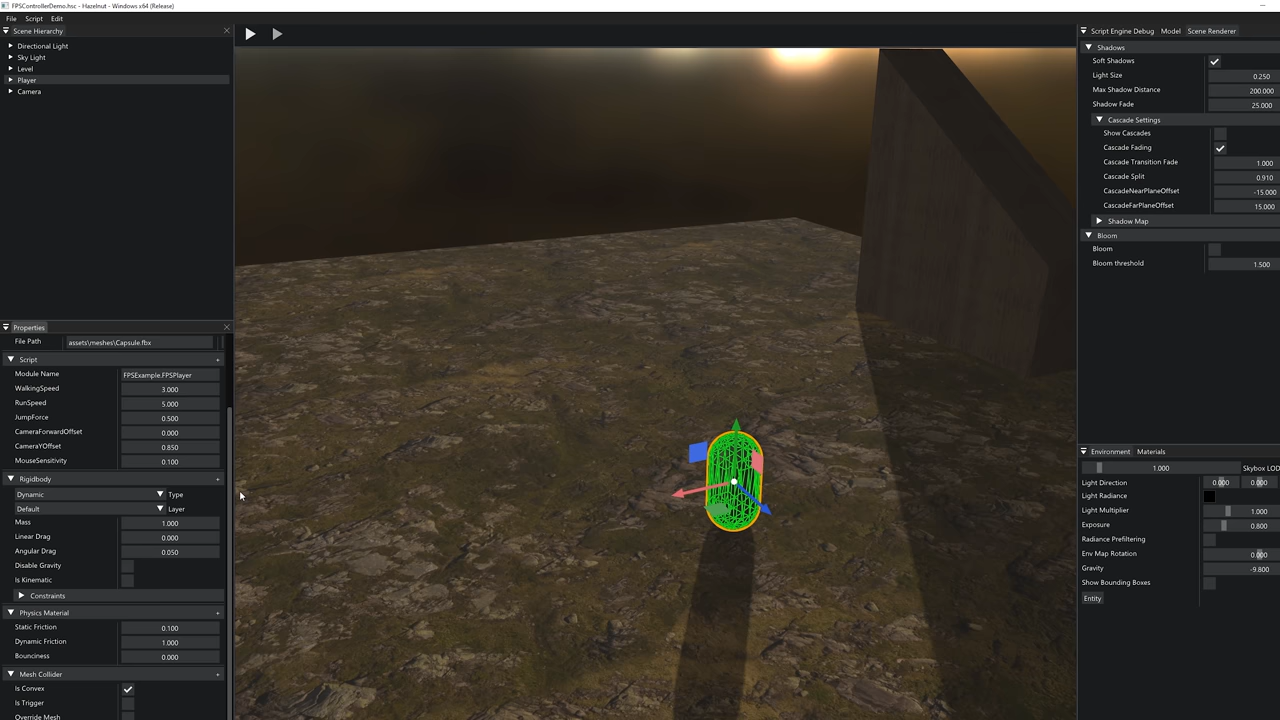 FPSControllerDemo.hsc - Hazelnut - Windows x64 (Release)
File Script Edit
Scene Hierarchy
Directional Light
Sky Light
Level
Player
Camera
Properties
File Path assets\meshes\Capsule.fbx
Script
Module Name FPSExample.FPSPlayer
WalkingSpeed 3.000
RunSpeed 5.000
JumpForce 0.500
CameraForwardOffset 0.000
CameraYOffset 0.850
MouseSensitivity 0.100
Rigidbody
Dynamic Type
Default Layer
Mass 1.000
Linear Drag 0.000
Angular Drag 0.050
Disable Gravity
Is Kinematic
Constraints
Physics Material
Static Friction 0.100
Dynamic Friction 1.000
Bounciness 0.000
Mesh Collider
Is Convex
Is Trigger
Override Mesh
Script Engine Debug Model Scene Renderer
Shadows
Soft Shadows
Light Size 0.250
Max Shadow Distance 200.000
Shadow Fade 25.000
Cascade Settings
Show Cascades
Cascade Fading
Cascade Transition Fade 1.000
Cascade Split 0.910
CascadeNearPlaneOffset -15.000
CascadeFarPlaneOffset 15.000
Shadow Map
Bloom
Bloom
Bloom threshold 1.500
Environment Materials
1.000 Skybox LOD
Light Direction 0.000 0.000
Light Radiance
Light Multiplier 1.000
Exposure 0.800
Radiance Prefiltering
Env Map Rotation 0.000
Gravity -9.800
Show Bounding Boxes
Entity